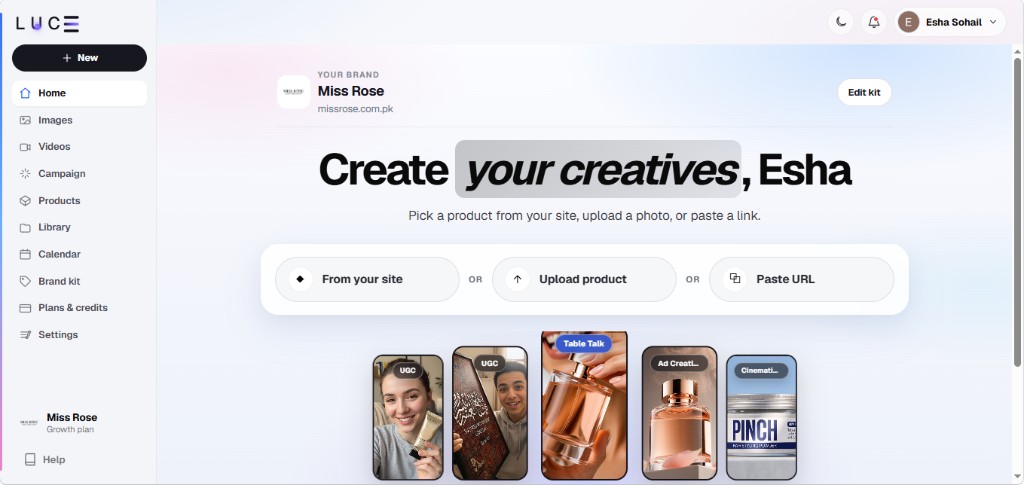 LUCE
+ New
Home
Images
Videos
Campaign
Products
Library
Calendar
Brand kit
Plans & credits
Settings
Miss Rose
Growth plan
Help
E
Esha Sohail
YOUR BRAND
Miss Rose
missrose.com.pk
Edit kit
Create your creatives, Esha
Pick a product from your site, upload a photo, or paste a link.
From your site
OR
Upload product
OR
Paste URL
UGC
UGC
Table Talk
Ad Creati...
Cinemati...
PINCH